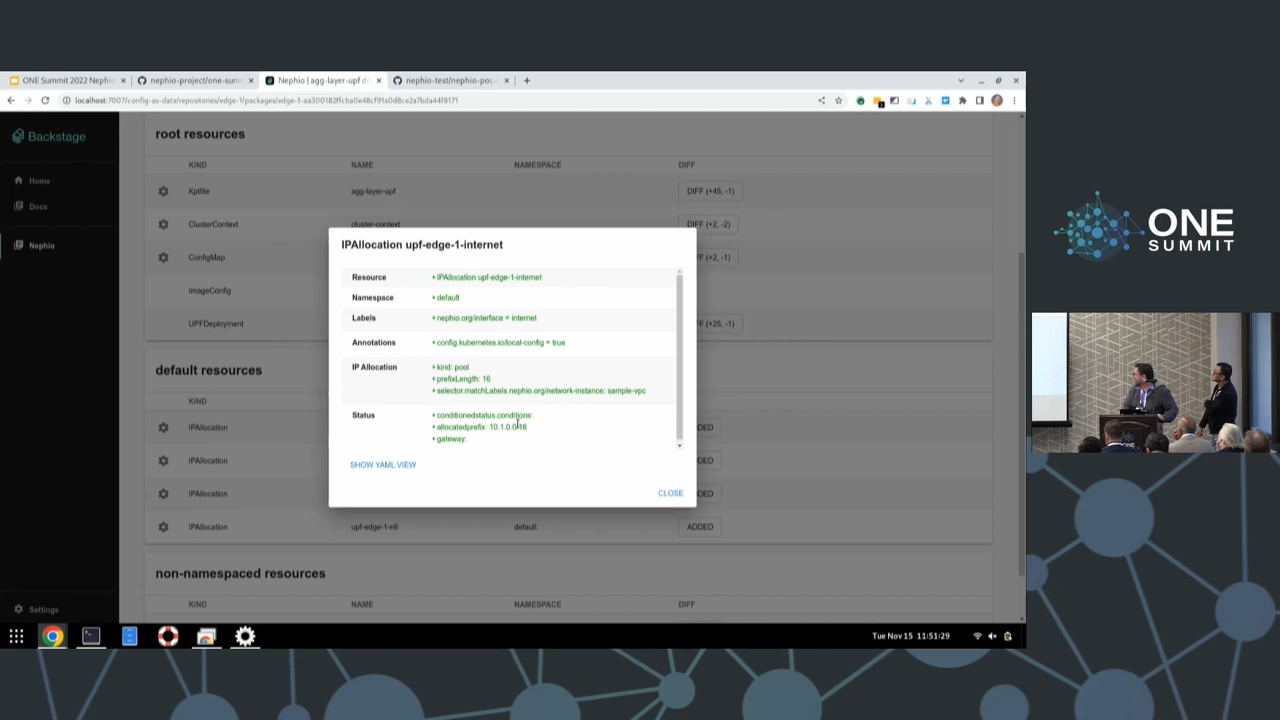 ONE Summit 2022 Nephi
nephio-project/one-sum
Nephio | agg-layer-upf de
nephio-test/nephio-poc-
localhost:7007/config-as-data/repositories/edge-1/packages/
Backstage
Home
Docs
Nephio
Settings
root resources
KIND NAME NAMESPACE DIFF
Kptfile agg-layer-upf DIFF (+45, -1)
ClusterContext cluster-context DIFF (+2, -2)
ConfigMap (+2, -1)
ImageConfig
UPFDeployment FF (+25, -1)
default resources
KIND
IPAllocation DED
IPAllocation DED
IPAllocation DED
IPAllocation upf-edge-1-n6 default ADDED
non-namespaced resources
KIND NAME NAMESPACE DIFF
IPAllocation upf-edge-1-internet
Resource + IPAllocation upf-edge-1-internet
Namespace + default
Labels + nephio.org/interface = internet
Annotations + config.kubernetes.io/local-config = true
IP Allocation + kind: pool
+ prefixLength: 16
+ selector.matchLabels.nephio.org/network-instance: sample-vpc
Status + conditionedstatus.conditions:
+ allocatedprefix: 10.1.0.0/16
+ gateway:
SHOW YAML VIEW
CLOSE
Tue Nov 15 11:51:29
ONE
SUMMIT